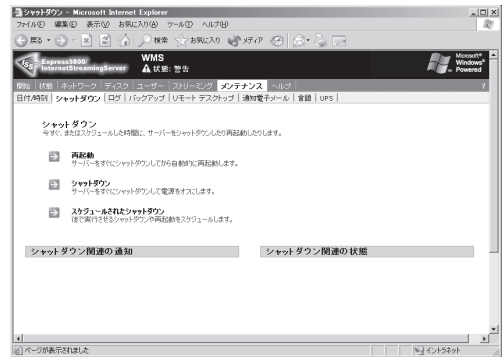 シャットダウン - Microsoft Internet Explorer
ファイル(F) 編集(E) 表示(V) お気に入り(A) ツール(T) ヘルプ(H)
戻る 検索 お気に入り メディア
ISS Express5800/ InternetStreamingServer
WMS
状態: 警告
Microsoft® Windows® Powered
開始 状態 ネットワーク ディスク ユーザー ストリーミング メンテナンス ヘルプ ?
日付/時刻 シャットダウン ログ バックアップ リモート デスクトップ 通知電子メール 言語 UPS
シャット ダウン
今すぐ、またはスケジュールした時間に、サーバーをシャットダウンしたり再起動したりします。
再起動
サーバーをすぐにシャットダウンしてから自動的に再起動します。
シャットダウン
サーバーをすぐにシャットダウンして電源をオフにします。
スケジュールされたシャットダウン
後で実行させるシャットダウンや再起動をスケジュールします。
シャットダウン関連の通知
シャットダウン関連の状態
ページが表示されました
イントラネット